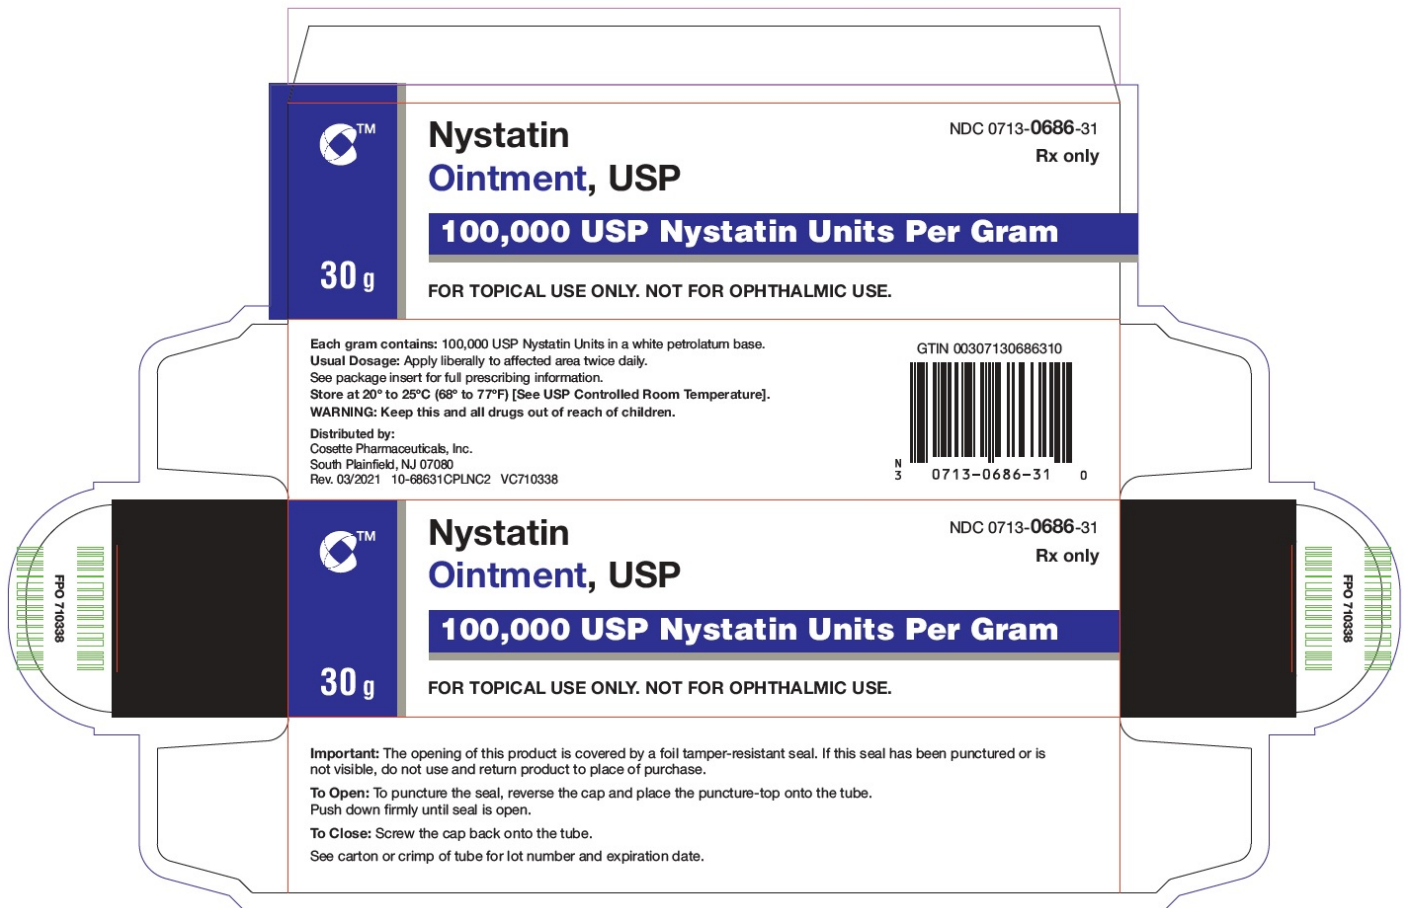 TM
Nystatin
Ointment, USP
NDC 0713-0686-31
Rx only
100,000 USP Nystatin Units Per Gram
30 g
FOR TOPICAL USE ONLY. NOT FOR OPHTHALMIC USE.
Each gram contains: 100,000 USP Nystatin Units in a white petrolatum base.
Usual Dosage: Apply liberally to affected area twice daily.
See package insert for full prescribing information.
Store at 20° to 25°C (68° to 77°F) [See USP Controlled Room Temperature].
WARNING: Keep this and all drugs out of reach of children.
Distributed by:
Cosette Pharmaceuticals, Inc.
South Plainfield, NJ 07080
Rev. 03/2021 10-68631CPLNC2 VC710338
GTIN 00307130686310
N
3 0713-0686-31 0
TM
Nystatin
Ointment, USP
NDC 0713-0686-31
Rx only
100,000 USP Nystatin Units Per Gram
30 g
FOR TOPICAL USE ONLY. NOT FOR OPHTHALMIC USE.
FPO 710338
FPO 710338
Important: The opening of this product is covered by a foil tamper-resistant seal. If this seal has been punctured or is
not visible, do not use and return product to place of purchase.
To Open: To puncture the seal, reverse the cap and place the puncture-top onto the tube.
Push down firmly until seal is open.
To Close: Screw the cap back onto the tube.
See carton or crimp of tube for lot number and expiration date.